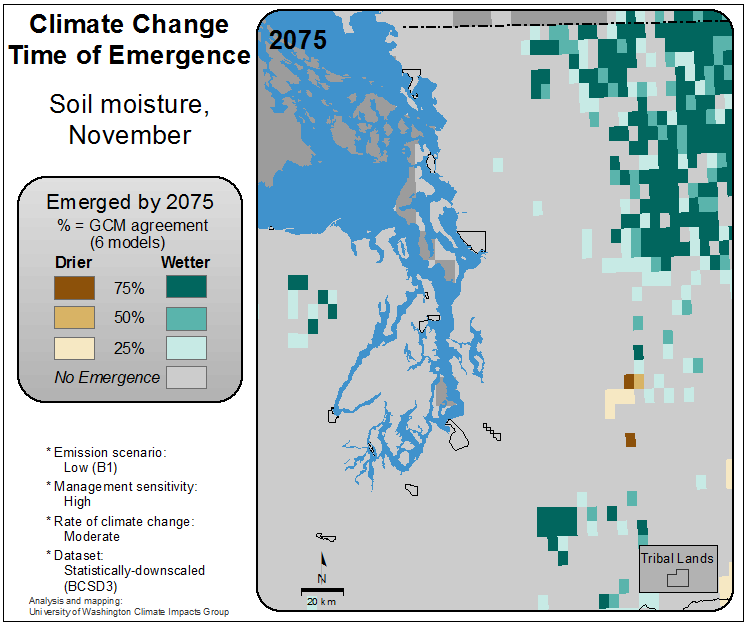 Climate Change
Time of Emergence
Soil moisture,
November
Emerged by 2075
% = GCM agreement
(6 models)
Drier Wetter
75%
50%
25%
No Emergence
* Emission scenario:
Low (B1)
* Management sensitivity:
High
* Rate of climate change:
Moderate
* Dataset:
Statistically-downscaled
(BCSD3)
Analysis and mapping:
University of Washington Climate Impacts Group
2075
N
20 km
Tribal Lands